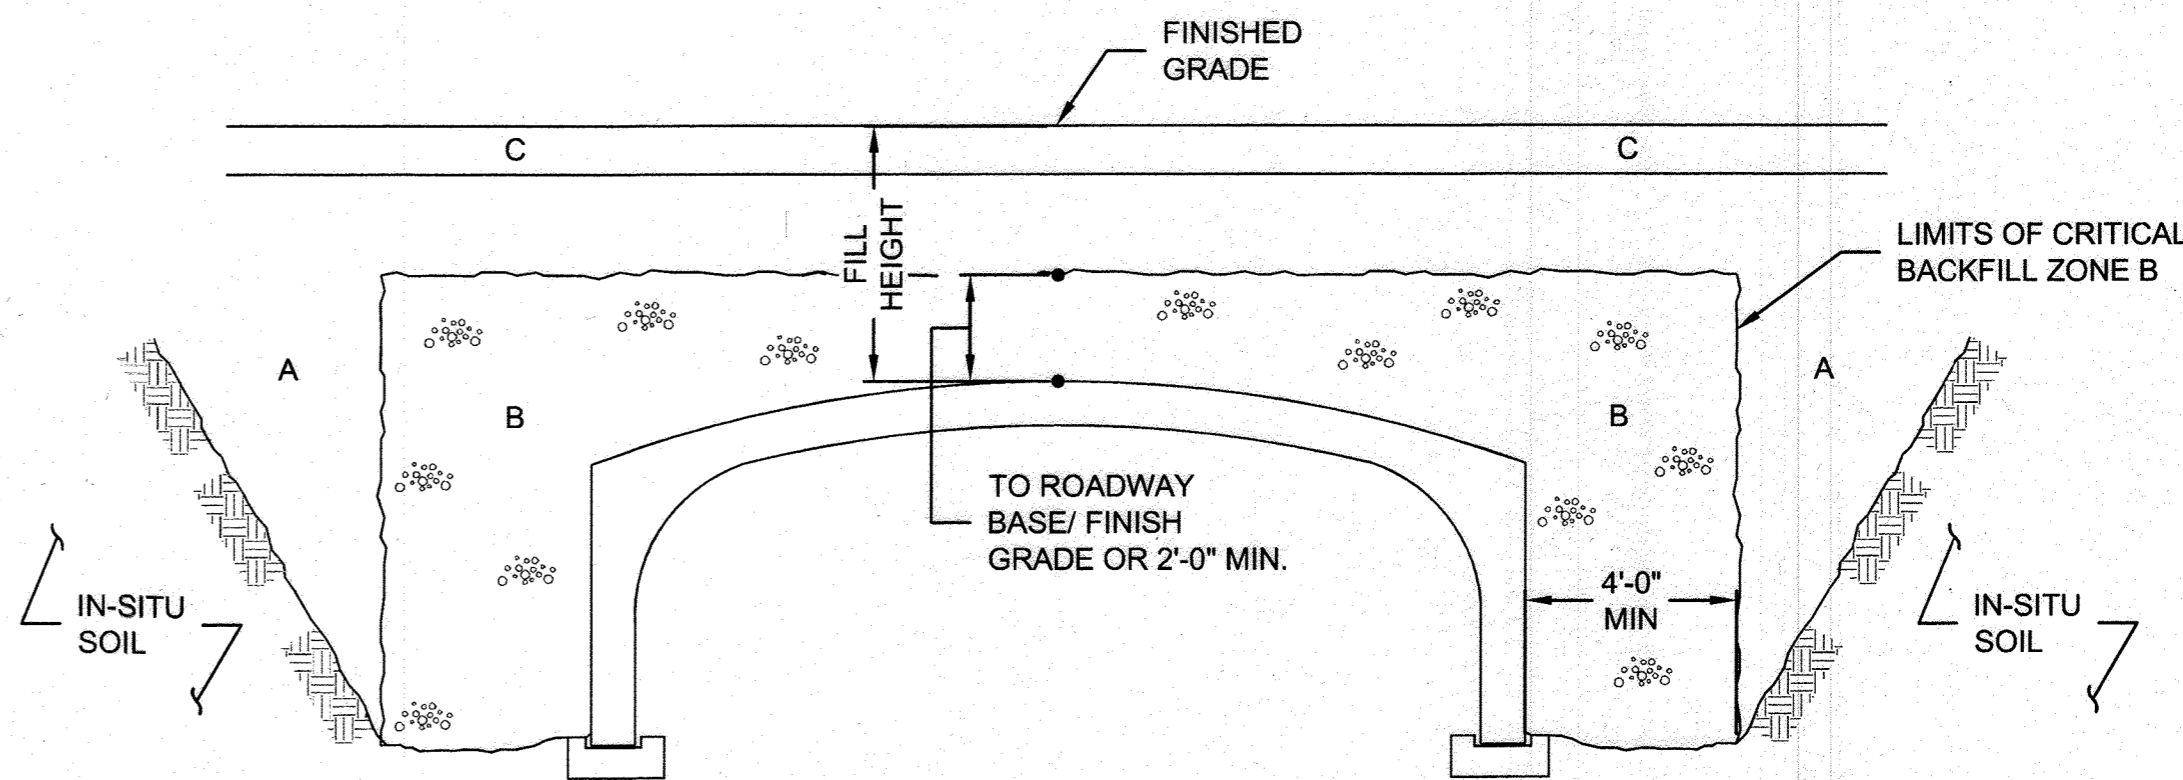 FINISHED
GRADE
C
C
FILL
HEIGHT
LIMITS OF CRITICAL
BACKFILL ZONE B
A
A
B
B
TO ROADWAY
BASE/ FINISH
GRADE OR 2'-0" MIN.
4'-0"
MIN
IN-SITU
SOIL
IN-SITU
SOIL